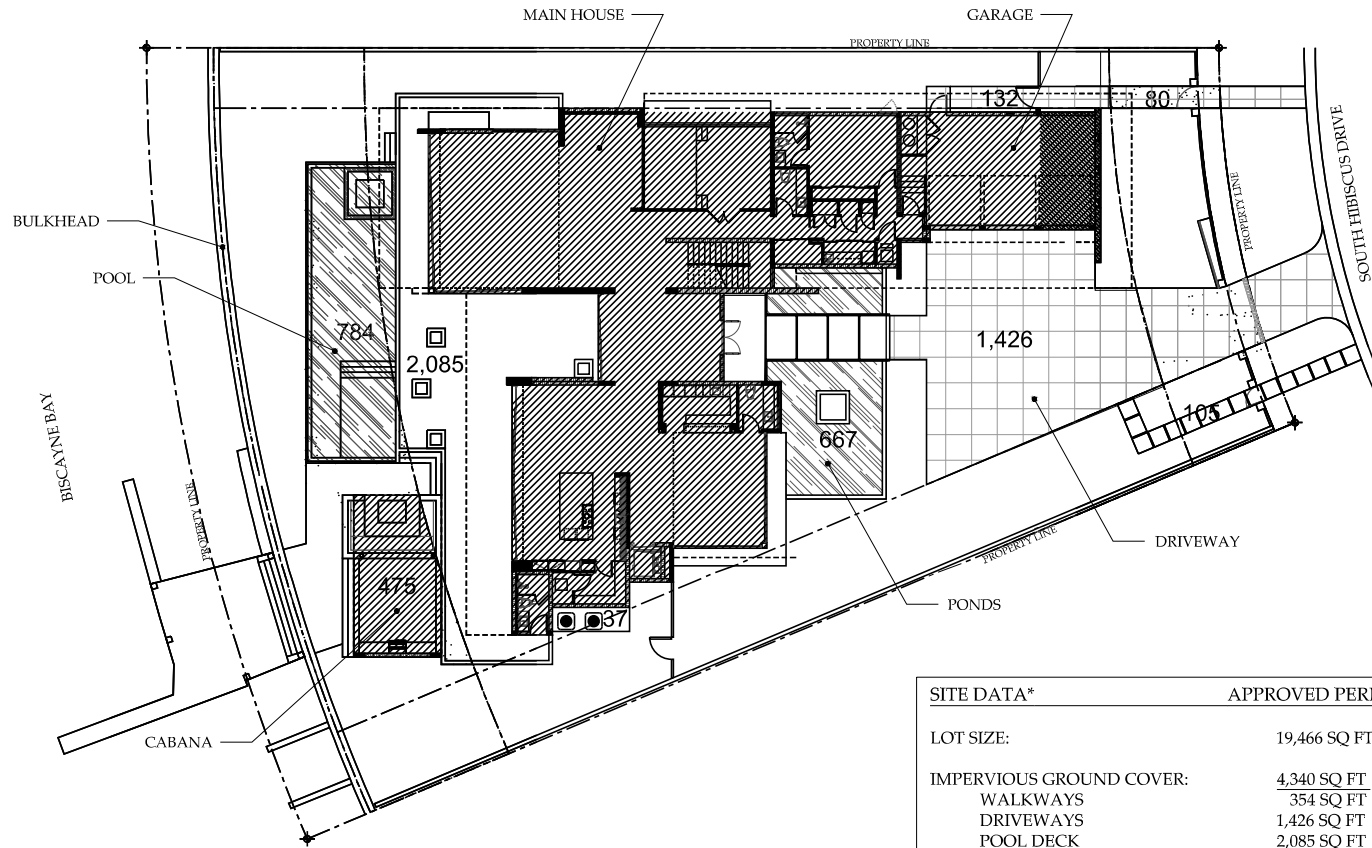 MAIN HOUSE
GARAGE
PROPERTY LINE
132
80
SOUTH HIBISCUS DRIVE
PROPERTY LINE
BULKHEAD
POOL
784
2,085
1,426
105
667
BISCAYNE BAY
PROPERTY LINE
DRIVEWAY
PROPERTY LINE
475
PONDS
37
CABANA
SITE DATA* APPROVED PER
LOT SIZE: 19,466 SQ FT
IMPERVIOUS GROUND COVER: 4,340 SQ FT
WALKWAYS 354 SQ FT
DRIVEWAYS 1,426 SQ FT
POOL DECK 2,085 SQ FT